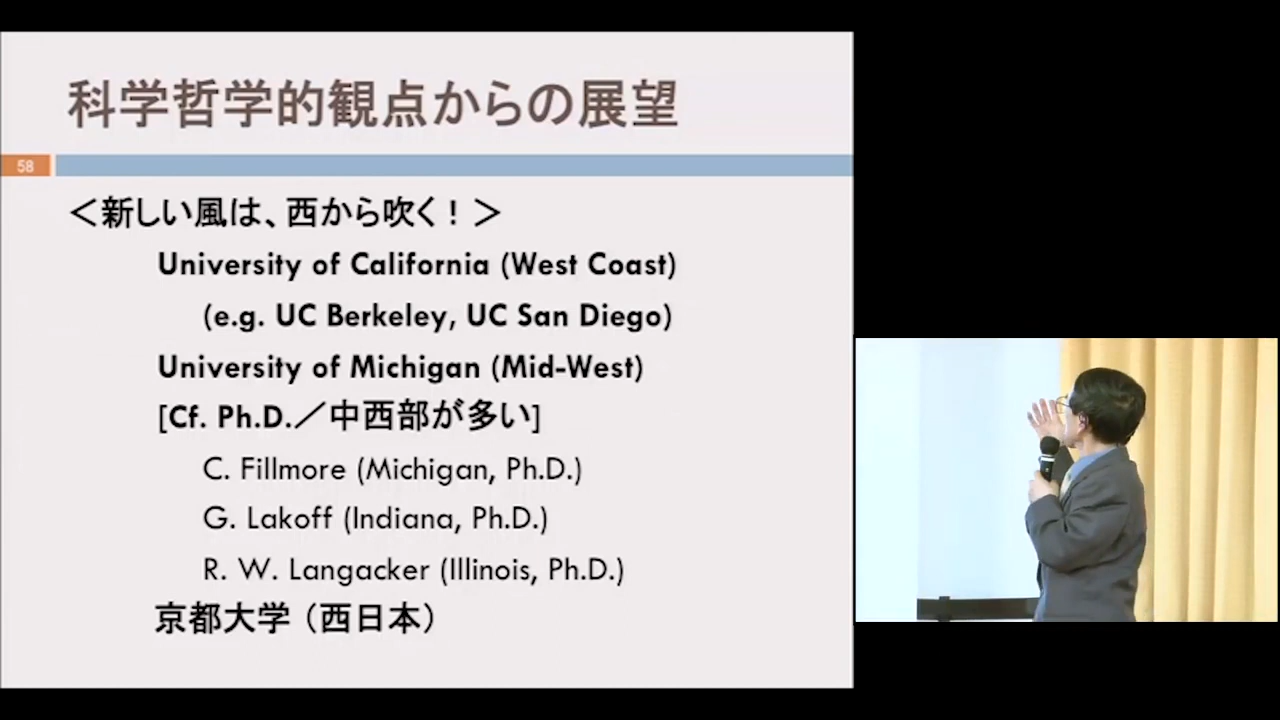 科学哲学的観点からの展望
58
＜新しい風は、西から吹く！＞
University of California (West Coast)
(e.g. UC Berkeley, UC San Diego)
University of Michigan (Mid-West)
[Cf. Ph.D.／中西部が多い]
C. Fillmore (Michigan, Ph.D.)
G. Lakoff (Indiana, Ph.D.)
R. W. Langacker (Illinois, Ph.D.)
京都大学（西日本）